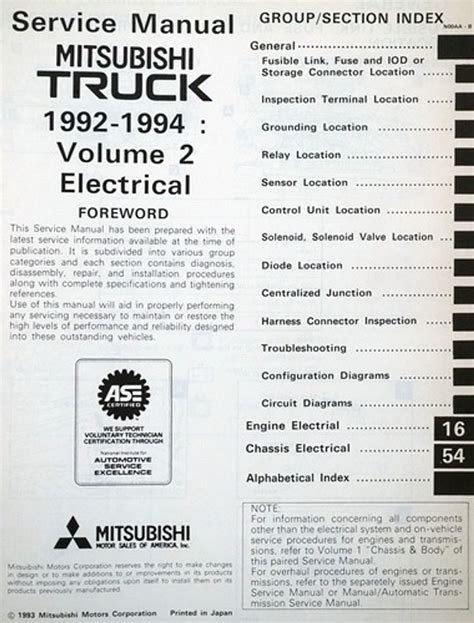 Service Manual
MITSUBISHI
TRUCK
1992-1994 :
Volume 2
Electrical
FOREWORD
This Service Manual has been prepared with the
latest service information available at the time of
publication. It is subdivided into various group
categories and each section contains diagnosis,
disassembly, repair, and installation procedures
along with complete specifications and tightening
references.
Use of this manual will aid in properly performing
any servicing necessary to maintain or restore the
high levels of performance and reliability designed
into these outstanding vehicles.
ASE
CERTIFIED
WE SUPPORT
VOLUNTARY TECHNICIAN
CERTIFICATION THROUGH
National Institute for
AUTOMOTIVE
SERVICE
EXCELLENCE
MITSUBISHI
MOTOR SALES OF AMERICA, Inc.
Mitsubishi Motors Corporation reserves the right to make changes
in design or to make additions to or improvements in its products
without imposing any obligations upon itself to install them on
its products previously manufactured.
© 1993 Mitsubishi Motors Corporation Printed in Japan
GROUP/SECTION INDEX
N00AA - B
General
Fusible Link, Fuse and IOD or
Storage Connector Location
Inspection Terminal Location
Grounding Location
Relay Location
Sensor Location
Control Unit Location
Solenoid, Solenoid Valve Location
Diode Location
Centralized Junction
Harness Connector Inspection
Troubleshooting
Configuration Diagrams
Circuit Diagrams
Engine Electrial 16
Chassis Electrical 54
Alphabetical Index
NOTE:
For information concerning all components
other than the electrical system and on-vehicle
service procedures for engines and transmis-
sions, refer to Volume 1 "Chassis & Body" of
this paired Service Manual.
For overhaul procedures of engines or trans-
missions, refer to the separetely issued Engine
Service Manual or Manual/Automatic Trans-
mission Service Manual.